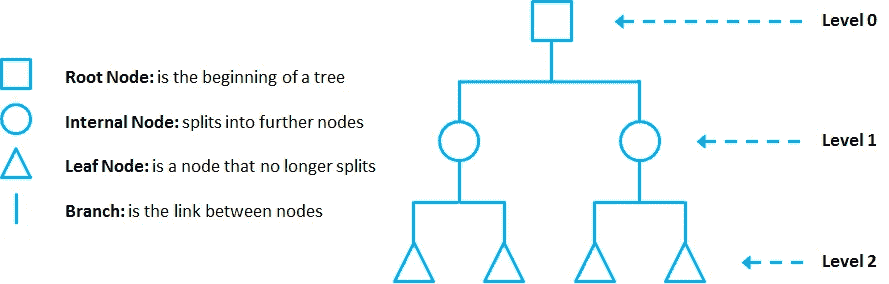 Level 0
Root Node: is the beginning of a tree
Internal Node: splits into further nodes
Level 1
Leaf Node: is a node that no longer splits
Branch: is the link between nodes
Level 2